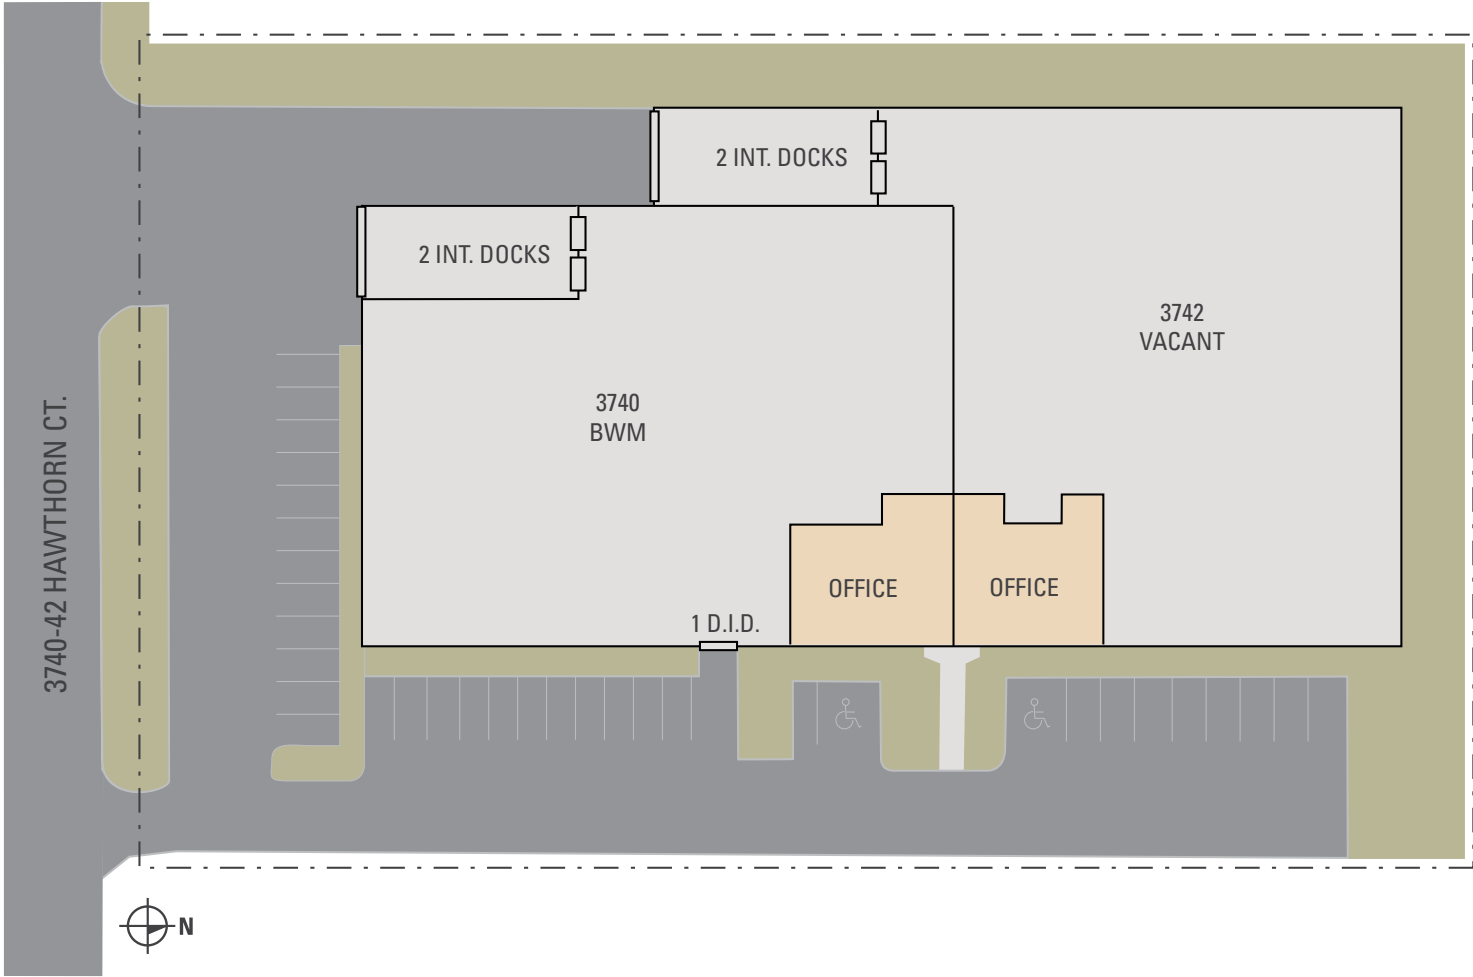 2 INT. DOCKS
2 INT. DOCKS
3742
VACANT
3740
BWM
3740-42 HAWTHORN CT.
OFFICE
OFFICE
1 D.I.D.
N